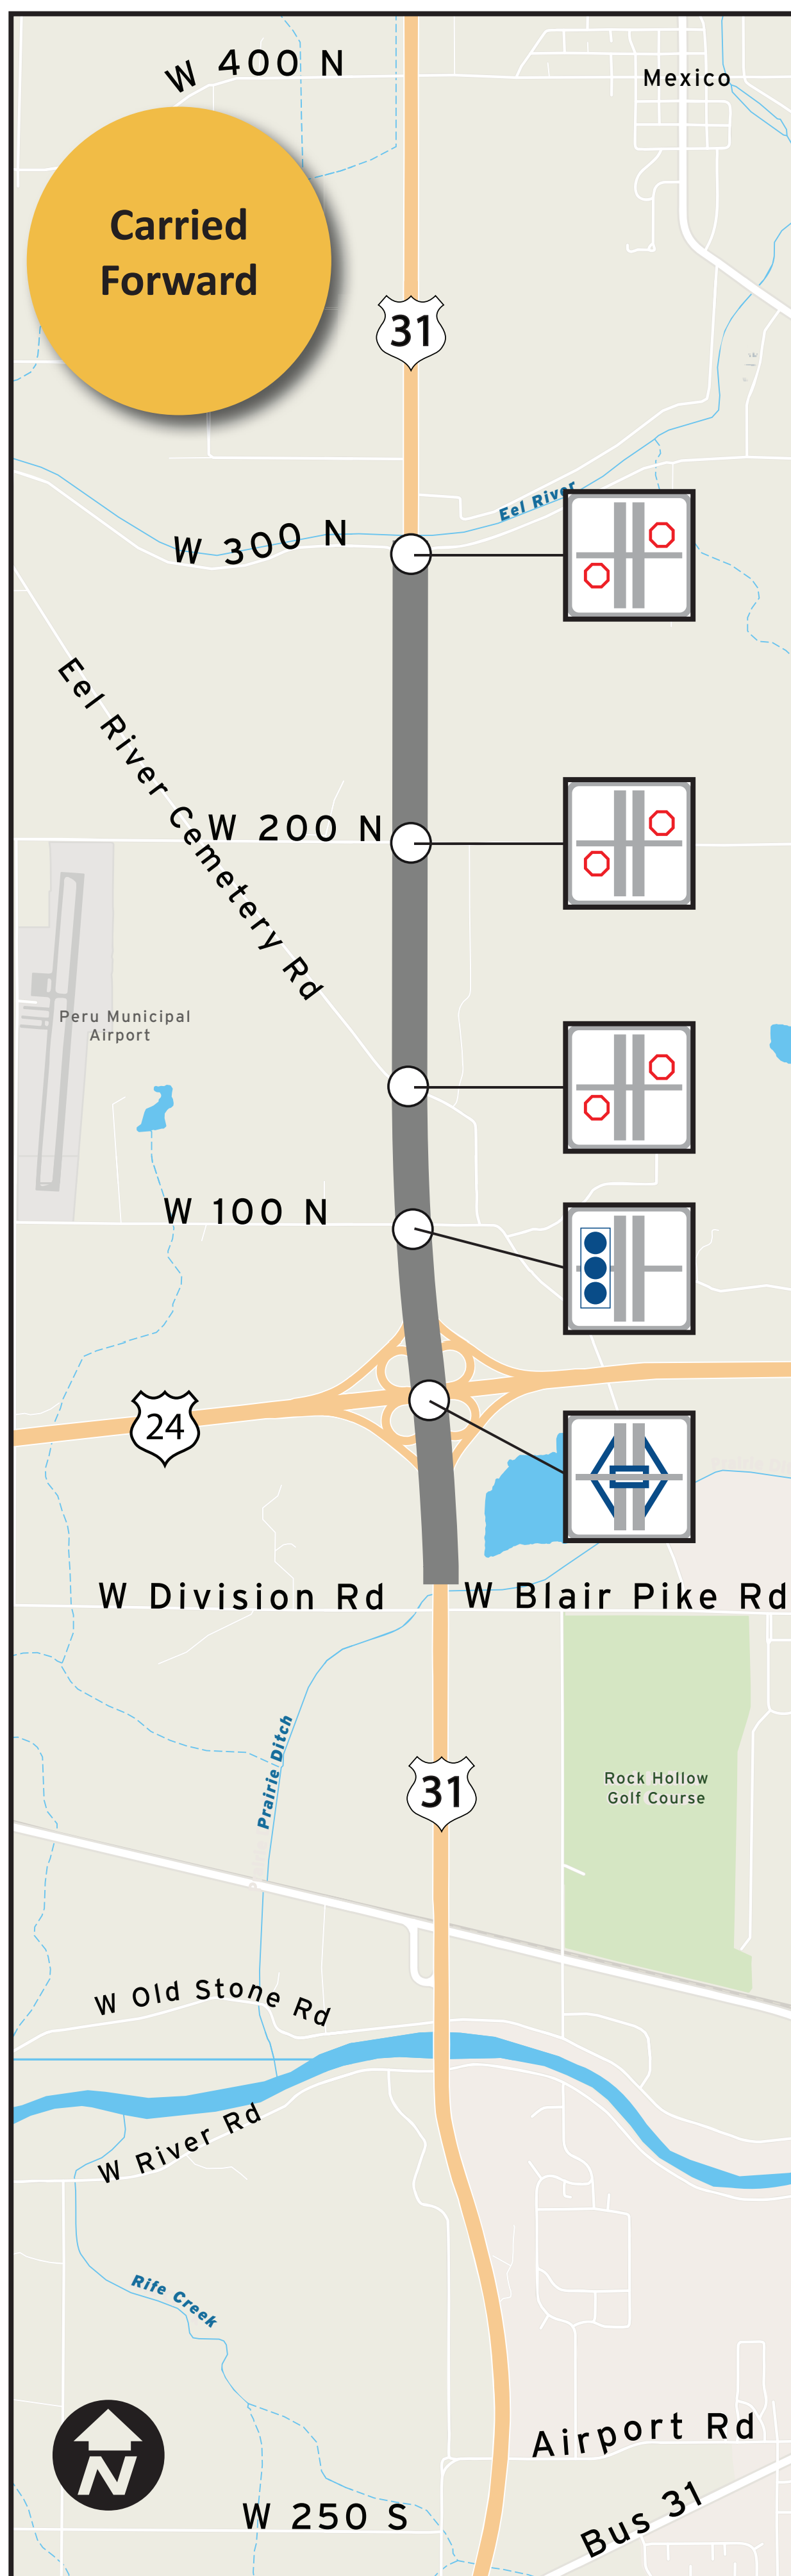 W 400 N
Mexico
Carried
Forward
31
Eel River
W 300 N
Eel River Cemetery Rd
W 200 N
Peru Municipal
Airport
W 100 N
24
W Division Rd
W Blair Pike Rd
Prairie Ditch
31
Rock Hollow
Golf Course
W Old Stone Rd
W River Rd
Rife Creek
N
Airport Rd
W 250 S
Bus 31